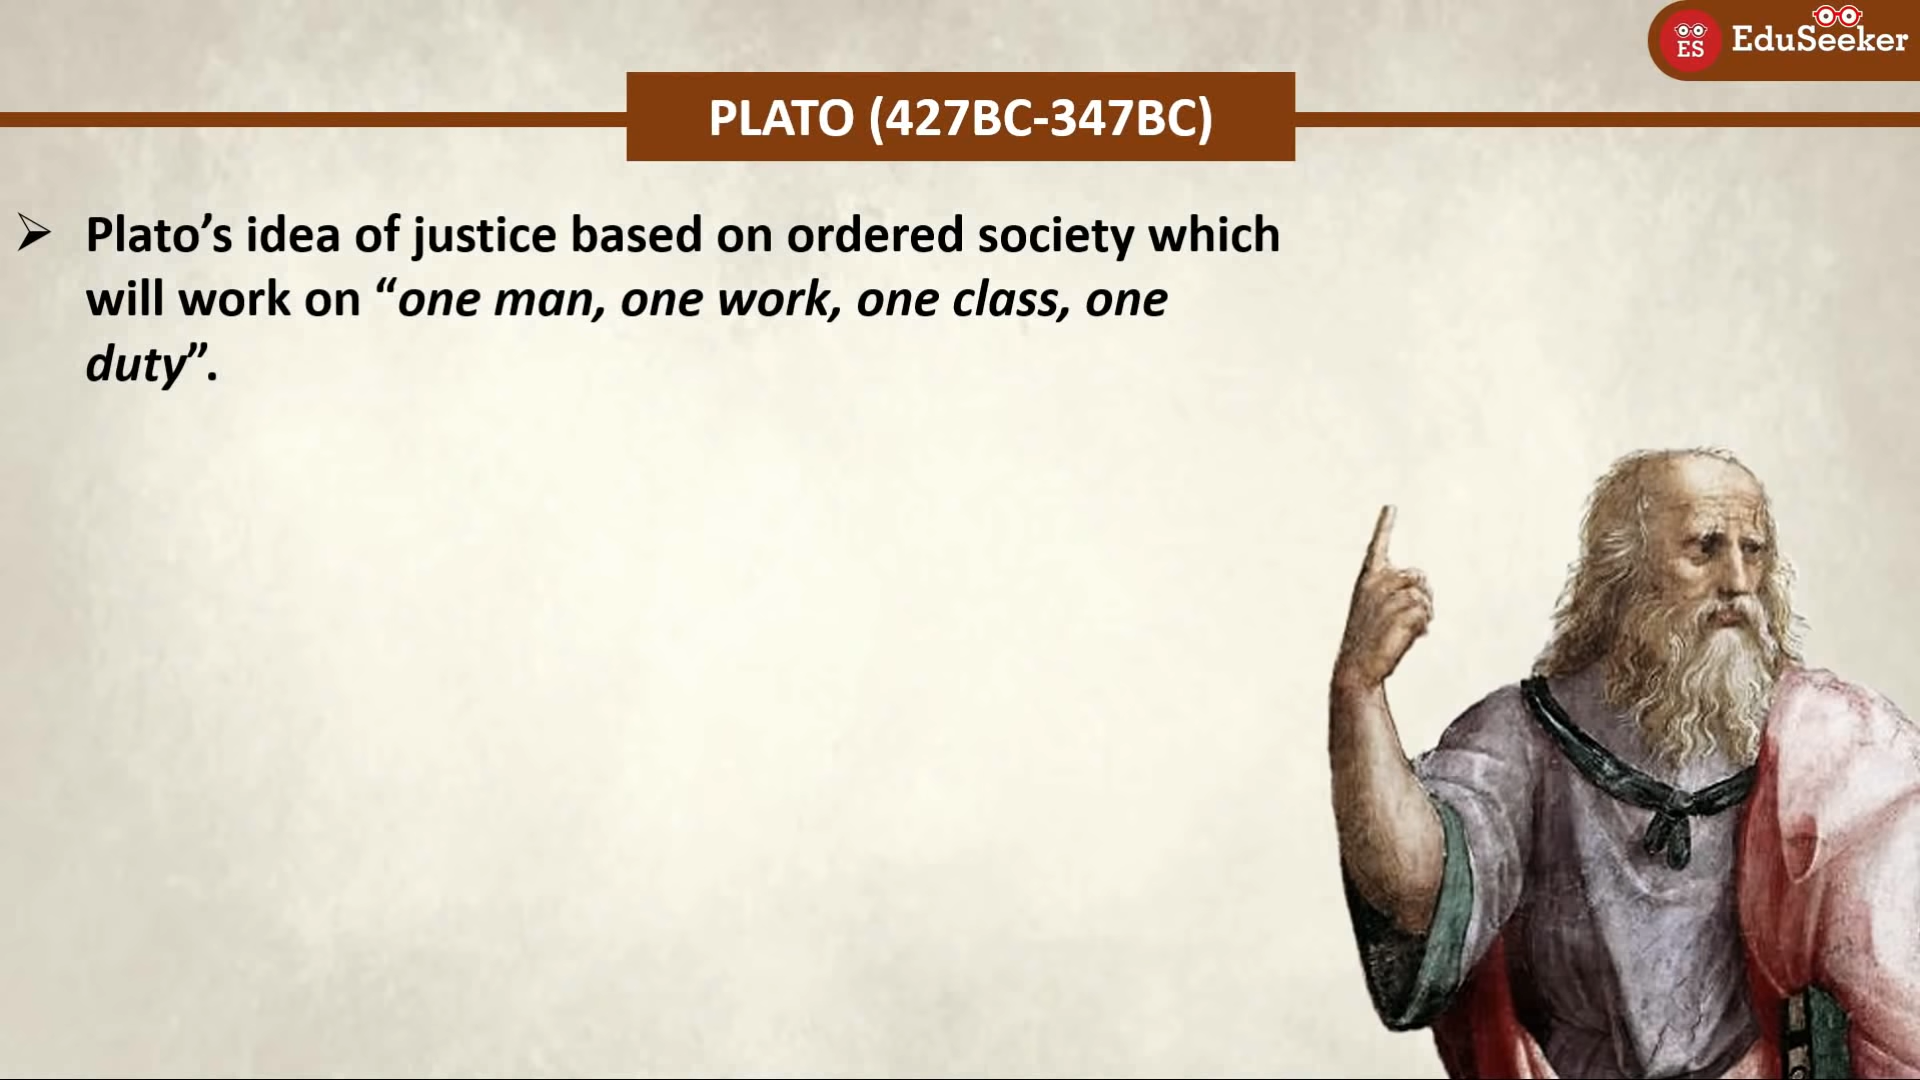 ES EduSeeker
PLATO (427BC-347BC)
➢ Plato’s idea of justice based on ordered society which
will work on “one man, one work, one class, one
duty”.